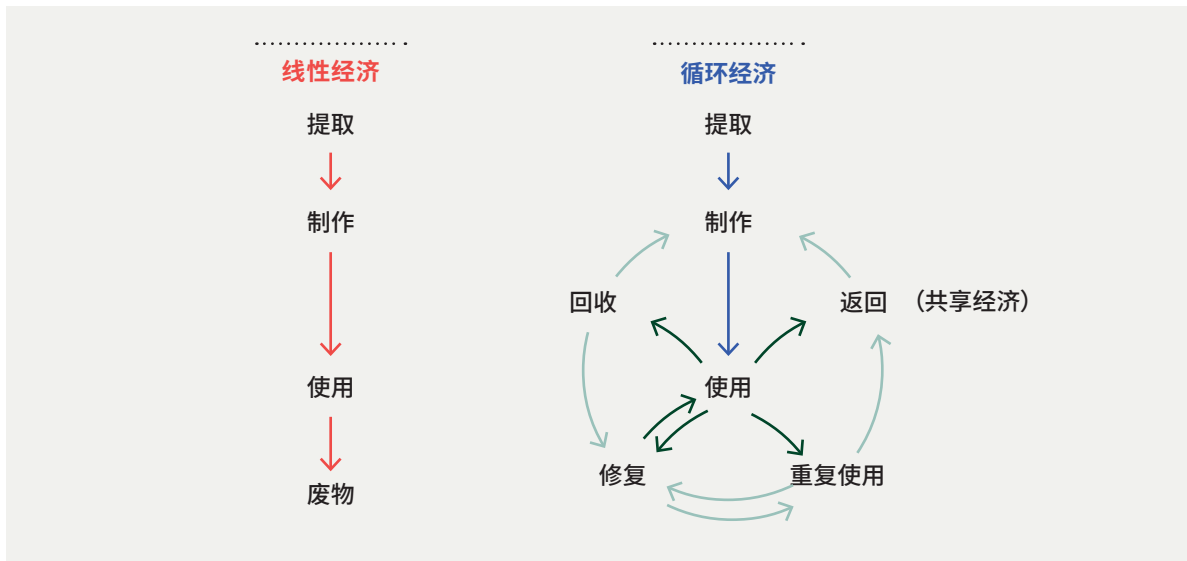 线性经济
提取
制作
使用
废物
循环经济
提取
制作
回收
返回 （共享经济）
使用
修复
重复使用